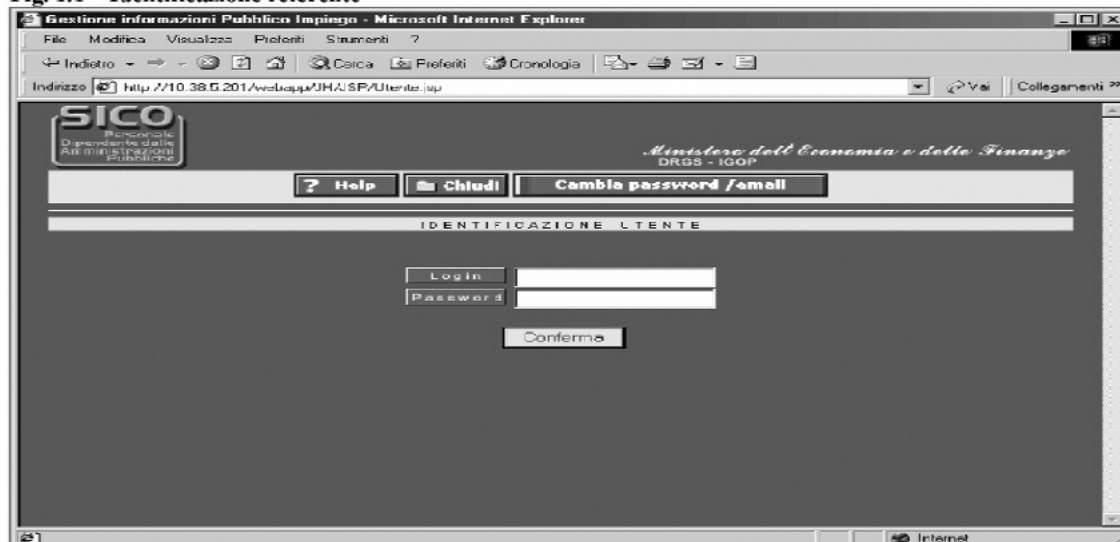 Gestione informazioni Pubblico Impiego - Microsoft Internet Explorer
File Modifica Visualizza Preferiti Strumenti ?
Indietro Cerca Preferiti Cronologia
Indirizzo http://10.38.5.201/webapp/JH/JSP/Utente.jsp Vai Collegamenti »
SICO
Personale
Dipendente dalle
Amministrazioni
Pubbliche
Ministero dell'Economia e delle Finanze
DRGS - IGOP
? Help Chiudi Cambia password /email
IDENTIFICAZIONE UTENTE
Login
Password
Conferma
Internet